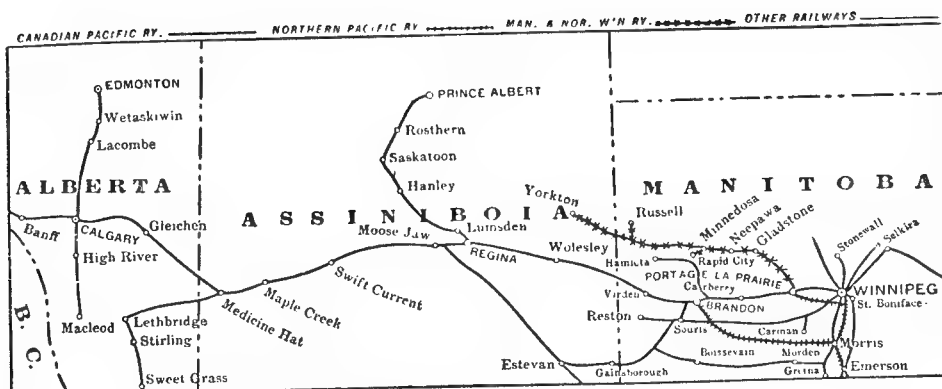 CANADIAN PACIFIC RY. NORTHERN PACIFIC RY. MAN. & NOR. W'N RY. OTHER RAILWAYS
EDMONTON
PRINCE ALBERT
Wetaskiwin
Rosthern
Lacombe
Saskatoon
ALBERTA
Hanley
Yorkton
MANITOBA
Russell
Minnedosa
Neepawa
Gladstone
Stonewall
Selkirk
Banff
CALGARY
Gleichen
ASSINIBOIA
Moose Jaw
Lumsden
REGINA
Wolesley
Hamiota
Rapid City
High River
PORTAGE LA PRAIRIE
Carberry
WINNIPEG
St. Boniface
Swift Current
Maple Creek
Medicine Hat
Virden
BRANDON
B. C.
Macleod
Lethbridge
Stirling
Reston
Souris
Carman
Morris
Estevan
Gainsborough
Boissevain
Morden
Gretna
Emerson
Sweet Grass